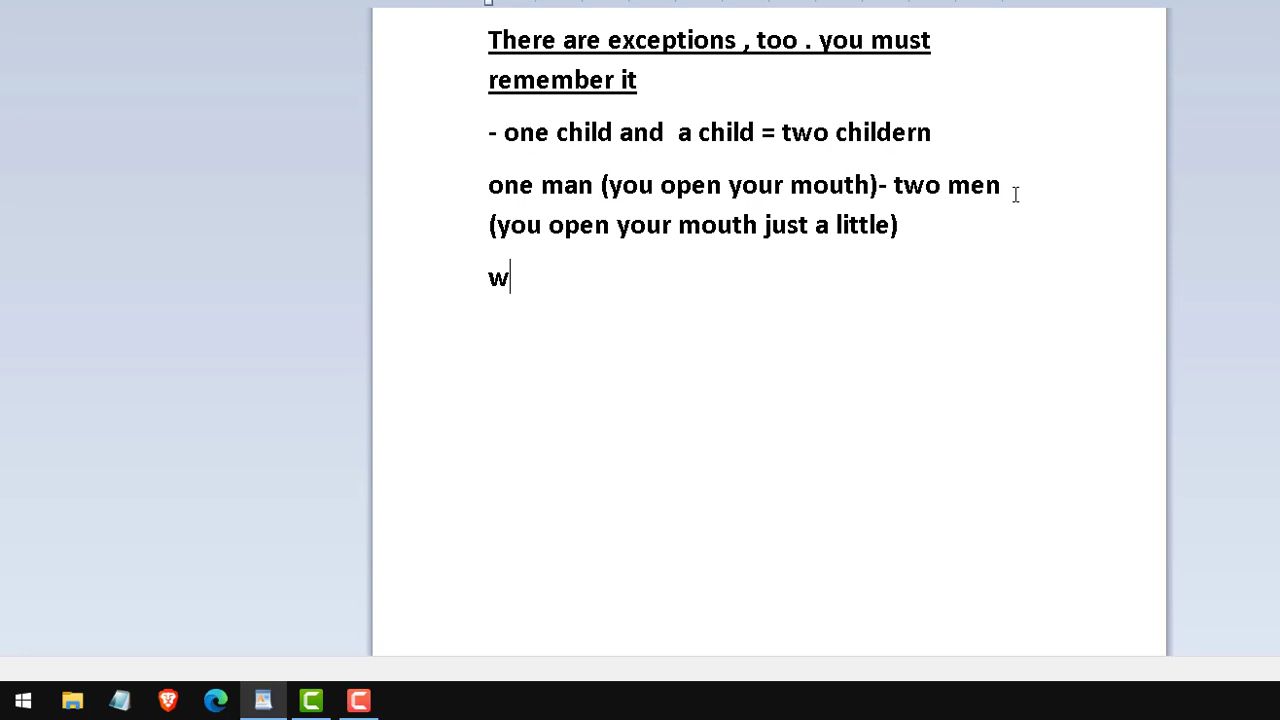 There are exceptions , too . you must
remember it
- one child and  a child = two childern
one man (you open your mouth)- two men
(you open your mouth just a little)
w